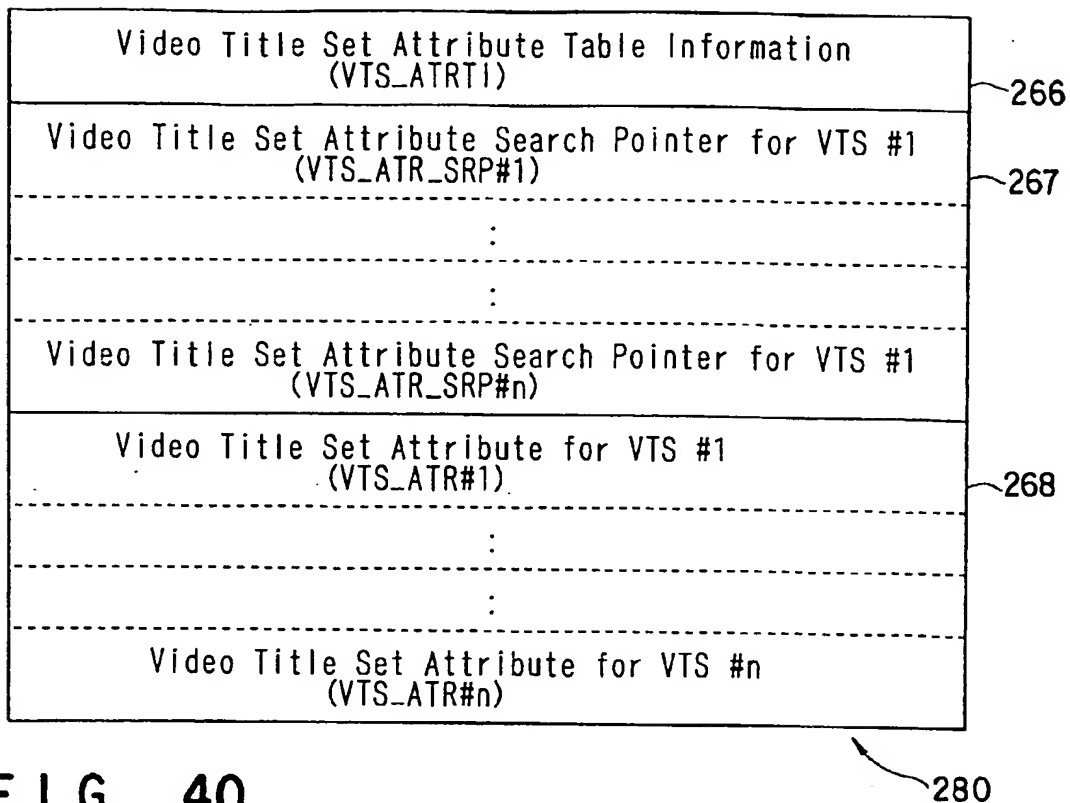 Video Title Set Attribute Table Information
(VTS_ATRTI)
266
Video Title Set Attribute Search Pointer for VTS #1
(VTS_ATR_SRP#1)
267
:
:
Video Title Set Attribute Search Pointer for VTS #1
(VTS_ATR_SRP#n)
Video Title Set Attribute for VTS #1
(VTS_ATR#1)
268
:
:
Video Title Set Attribute for VTS #n
(VTS_ATR#n)
280
FIG. 40